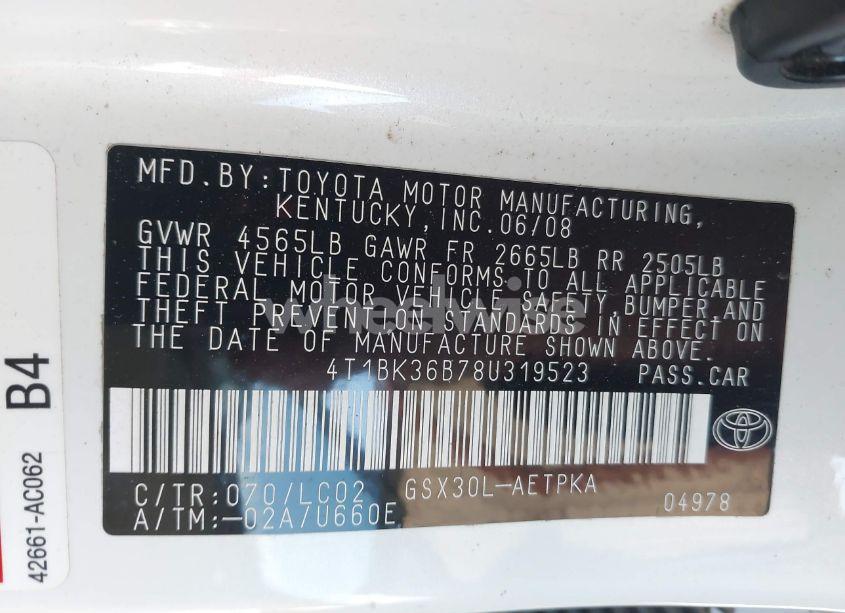 MFD.BY:TOYOTA MOTOR MANUFACTURING,
KENTUCKY,INC.06/08
GVWR 4565LB GAWR FR 2665LB RR 2505LB
THIS VEHICLE CONFORMS TO ALL APPLICABLE
FEDERAL MOTOR VEHICLE SAFETY,BUMPER,AND
THEFT PREVENTION STANDARDS IN EFFECT ON
THE DATE OF MANUFACTURE SHOWN ABOVE.
4T1BK36B78U319523 PASS.CAR
C/TR:070/LC02 GSX30L-AETPKA
A/TM:-02A/U660E 04978
42661-AC062
B4
wheelwire